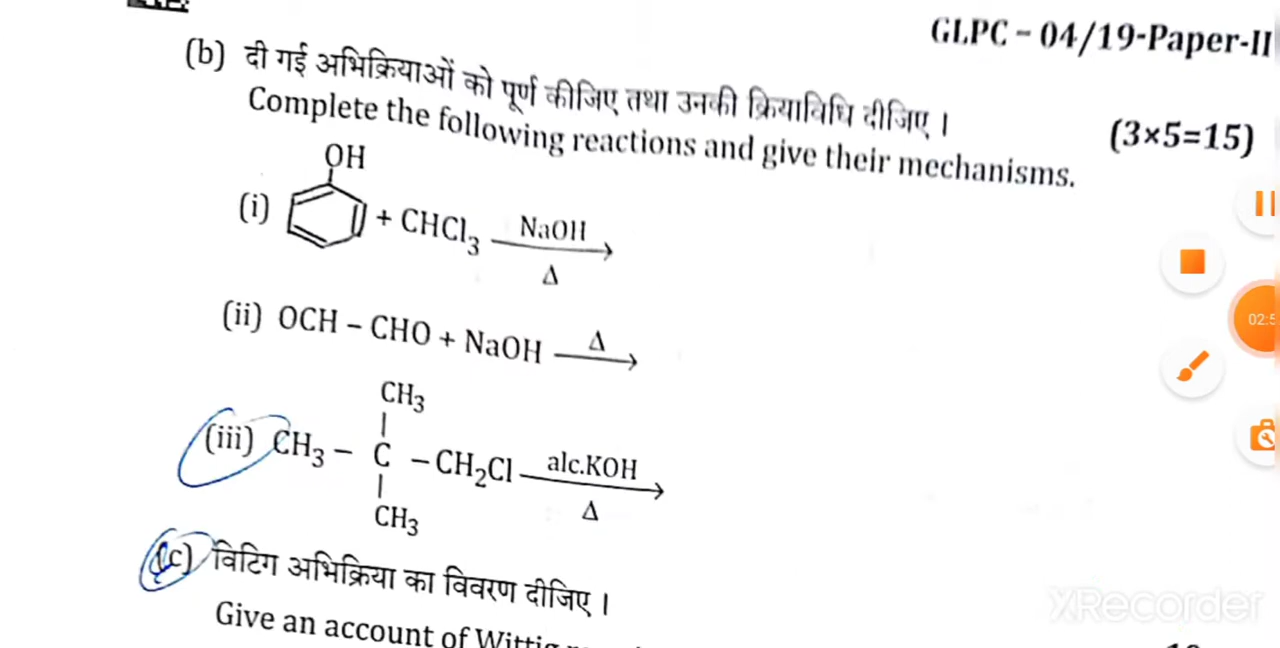 GLPC – 04/19-Paper-II
(b) दी गई अभिक्रियाओं को पूर्ण कीजिए तथा उनकी क्रियाविधि दीजिए ।
Complete the following reactions and give their mechanisms.
(3×5=15)
OH
(i) + CHCl₃ NaOH
Δ
(ii) OCH – CHO + NaOH Δ
CH₃
(iii) CH₃ – C – CH₂Cl alc.KOH
Δ
CH₃
(c) विटिग अभिक्रिया का विवरण दीजिए ।
Give an account of Wittig
XRecorder